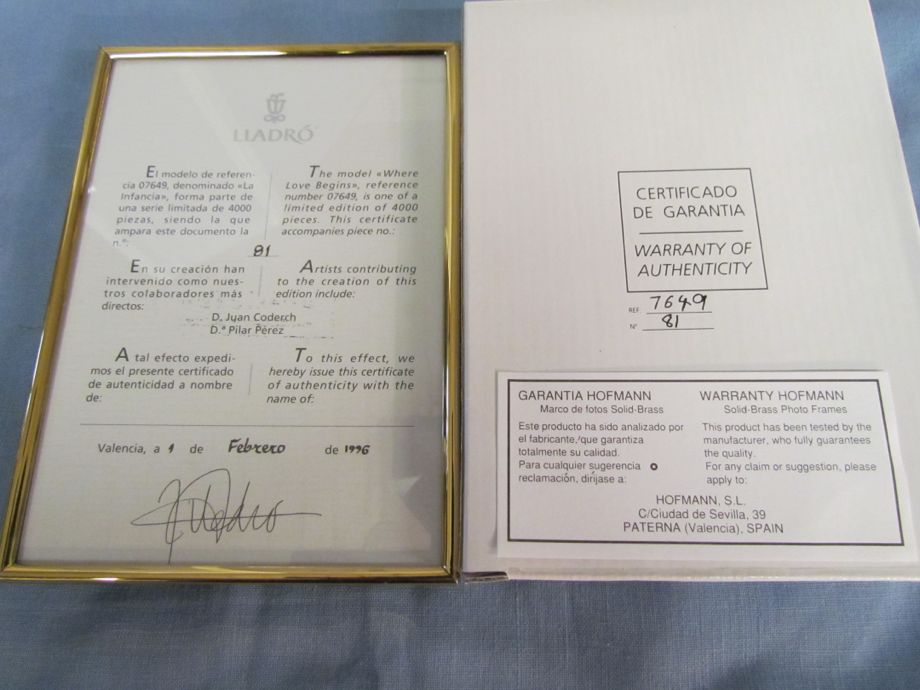 LLADRÓ
El modelo de referen-
cia 07649, denominado «La
Infancia», forma parte de
una serie limitada de 4000
piezas, siendo la que
ampara este documento la
n.º:
The model «Where
Love Begins», reference
number 07649, is one of a
limited edition of 4000
pieces. This certificate
accompanies piece no.:
81
En su creación han
intervenido como nues-
tros colaboradores más
directos:
Artists contributing
to the creation of this
edition include:
D. Juan Coderch
D.ª Pilar Pérez
A tal efecto expedi-
mos el presente certificado
de autenticidad a nombre
de:
To this effect, we
hereby issue this certificate
of authenticity with the
name of:
Valencia, a 1 de Febrero de 1996
CERTIFICADO
DE GARANTIA
WARRANTY OF
AUTHENTICITY
REF 7649
Nº 81
GARANTIA HOFMANN
Marco de fotos Solid-Brass
Este producto ha sido analizado por
el fabricante, que garantiza
totalmente su calidad.
Para cualquier sugerencia o
reclamación, diríjase a:
WARRANTY HOFMANN
Solid-Brass Photo Frames
This product has been tested by the
manufacturer, who fully guarantees
the quality.
For any claim or suggestion, please
apply to:
HOFMANN, S.L.
C/Ciudad de Sevilla, 39
PATERNA (Valencia), SPAIN